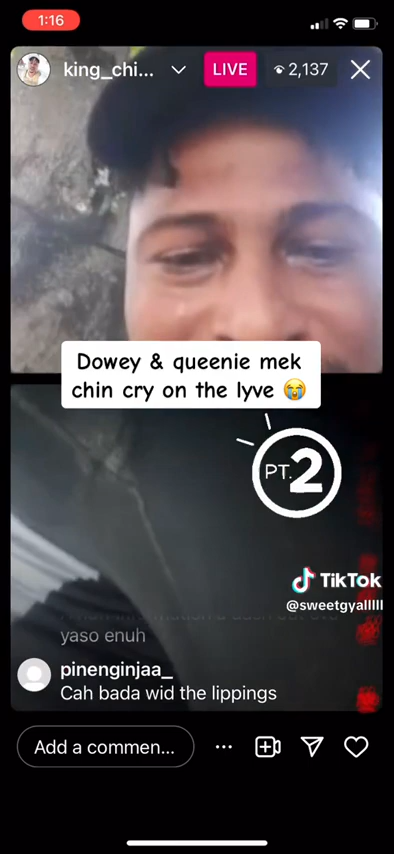 1:16
king_chi...
LIVE
2,137
Dowey & queenie mek
chin cry on the lyve 😭
PT.2
TikTok
@sweetgyalllll
yaso enuh
pinenginjaa_
Cah bada wid the lippings
Add a commen...